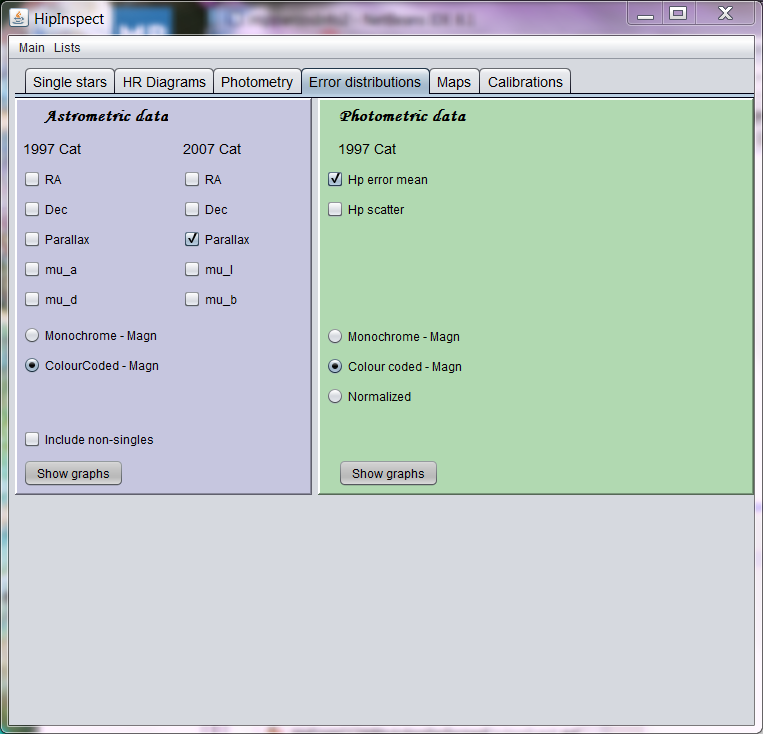 HipInspect
Main Lists
Single stars HR Diagrams Photometry Error distributions Maps Calibrations
Astrometric data
1997 Cat 2007 Cat
RA RA
Dec Dec
Parallax Parallax
mu_a mu_l
mu_d mu_b
Monochrome - Magn
ColourCoded - Magn
Include non-singles
Show graphs
Photometric data
1997 Cat
Hp error mean
Hp scatter
Monochrome - Magn
Colour coded - Magn
Normalized
Show graphs